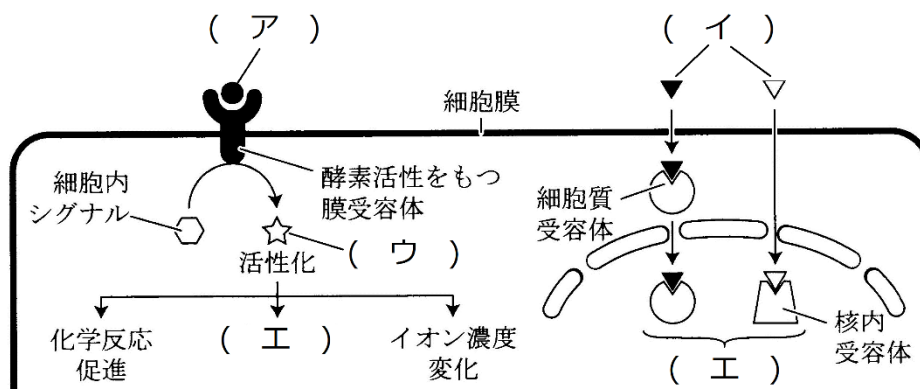 ( ア )
( イ )
細胞膜
細胞内
シグナル
酵素活性をもつ
膜受容体
細胞質
受容体
( ウ )
活性化
化学反応
促進
( エ )
イオン濃度
変化
核内
受容体
( エ )